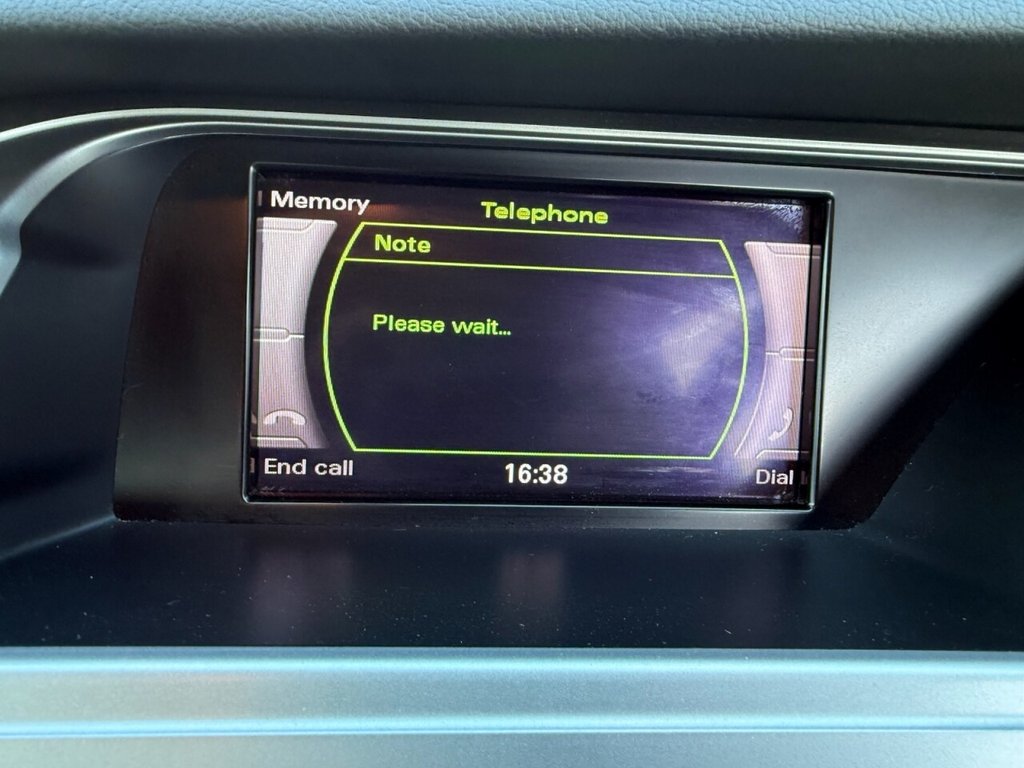 Memory
Telephone
Note
Please wait...
End call
16:38
Dial